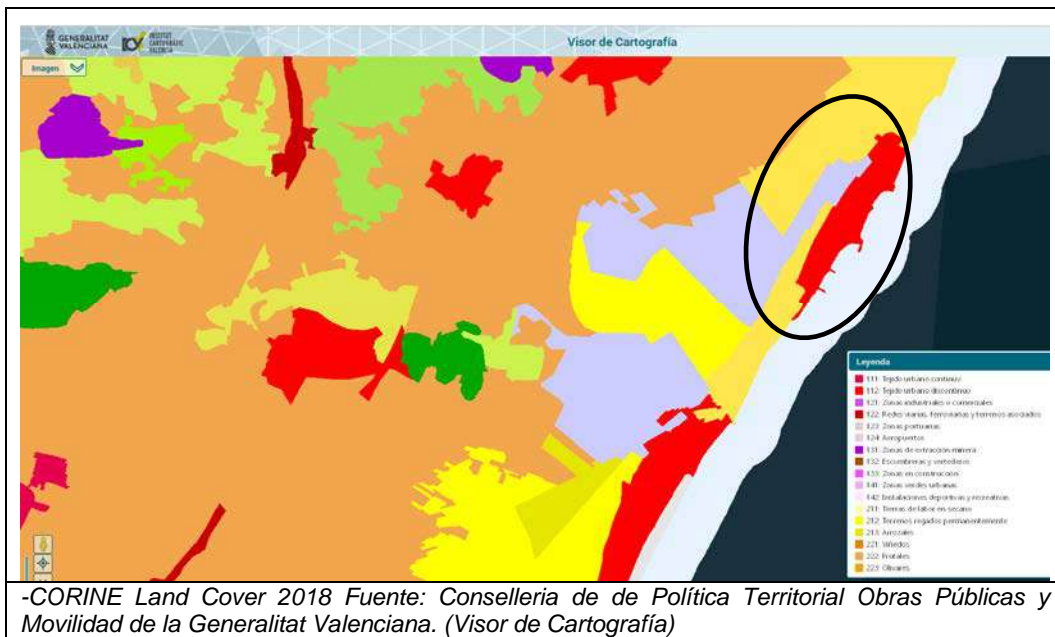 GENERALITAT
VALENCIANA
INSTITUT
CARTOGRÀFIC
VALENCIÀ
Visor de Cartografía
Imagen
Leyenda
111: Tejido urbano continuo
112: Tejido urbano discontinuo
121: Zonas industriales o comerciales
122: Redes viarias, ferroviarias y terrenos asociados
123: Zonas portuarias
124: Aeropuertos
131: Zonas de extracción minera
132: Escombreras y vertederos
133: Zonas en construcción
141: Zonas verdes urbanas
142: Instalaciones deportivas y recreativas
211: Tierras de labor en secano
212: Terrenos regados permanentemente
213: Arrozales
221: Viñedos
222: Frutales
223: Olivares
-CORINE Land Cover 2018 Fuente: Conselleria de de Política Territorial Obras Públicas y
Movilidad de la Generalitat Valenciana. (Visor de Cartografía)